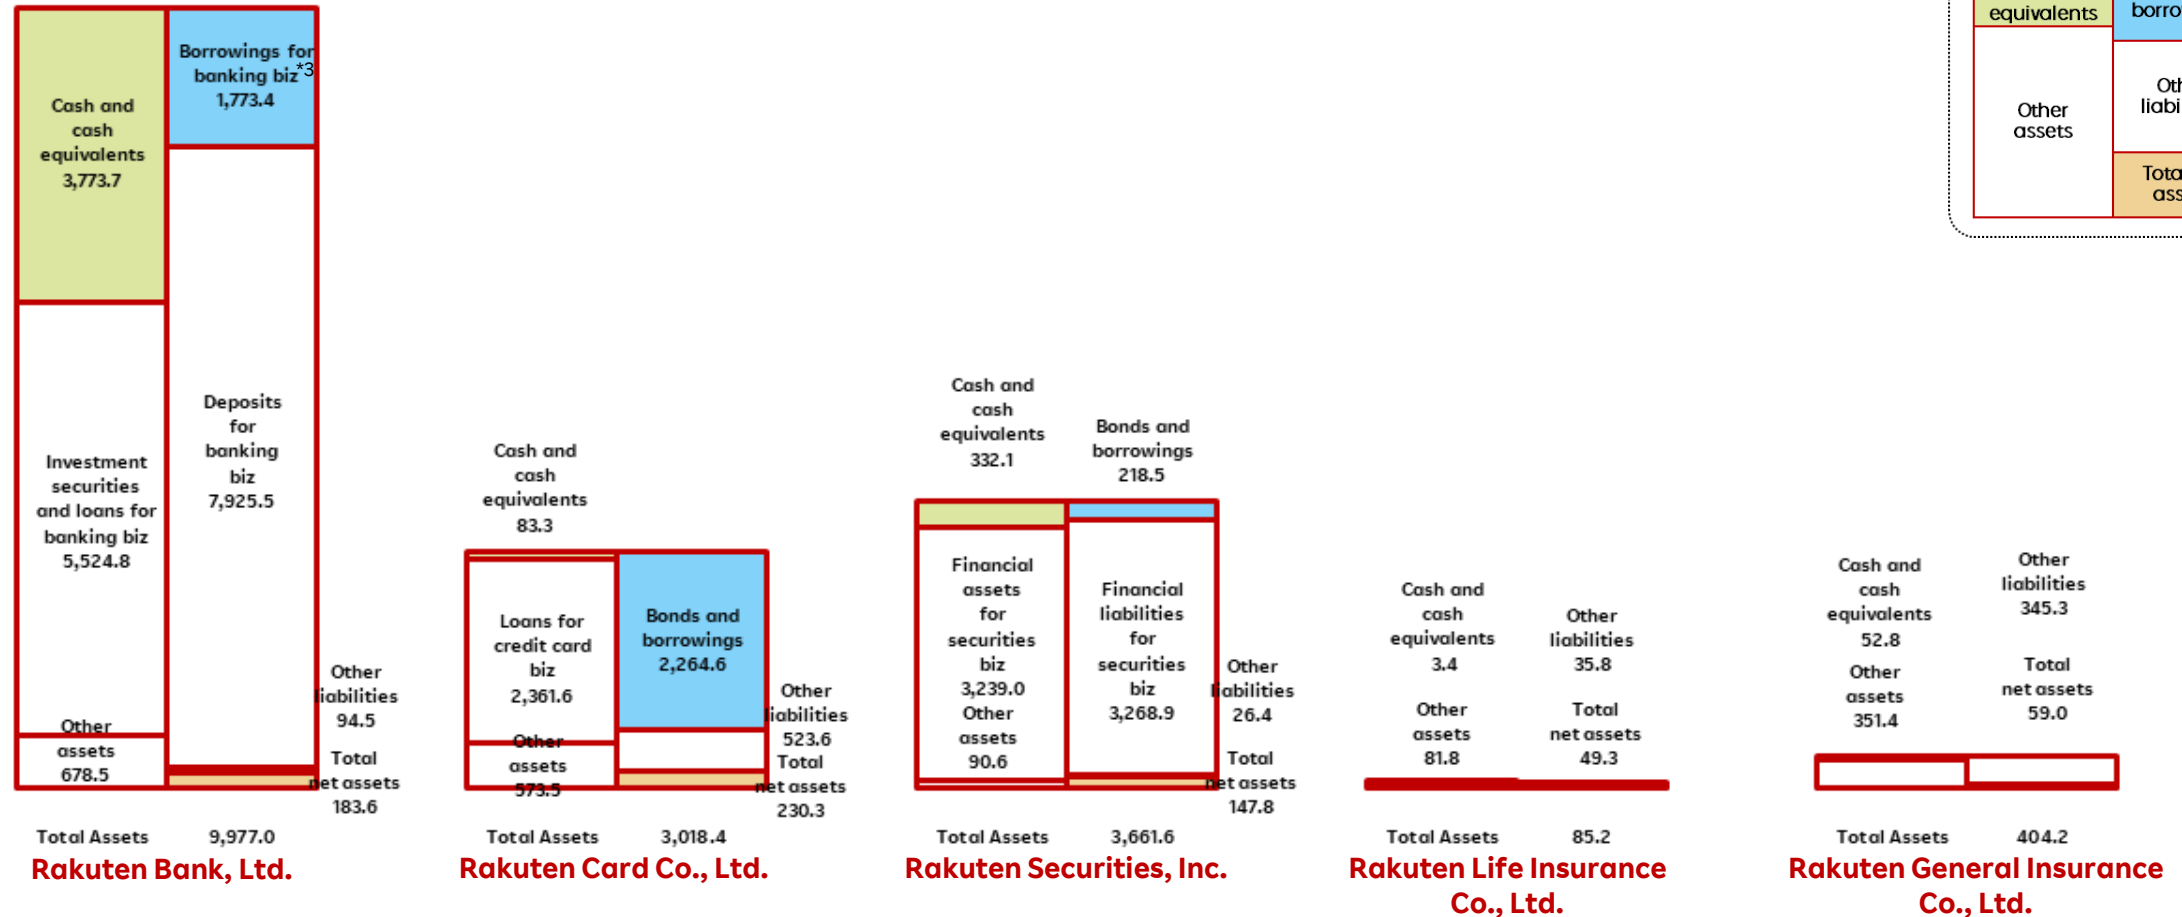 Cash and
cash
equivalents
3,773.7
Investment
securities
and loans for
banking biz
5,524.8
Other
assets
678.5
Borrowings for
banking biz*3
1,773.4
Deposits
for
banking
biz
7,925.5
Other
liabilities
94.5
Total
net assets
183.6
Total Assets 9,977.0
Rakuten Bank, Ltd.
Cash and
cash
equivalents
83.3
Loans for
credit card
biz
2,361.6
Other
assets
573.5
Bonds and
borrowings
2,264.6
Other
liabilities
523.6
Total
net assets
230.3
Total Assets 3,018.4
Rakuten Card Co., Ltd.
Cash and
cash
equivalents
332.1
Financial
assets
for
securities
biz
3,239.0
Other
assets
90.6
Bonds and
borrowings
218.5
Financial
liabilities
for
securities
biz
3,268.9
Other
liabilities
26.4
Total
net assets
147.8
Total Assets 3,661.6
Rakuten Securities, Inc.
Cash and
cash
equivalents
3.4
Other
assets
81.8
Other
liabilities
35.8
Total
net assets
49.3
Total Assets 85.2
Rakuten Life Insurance
Co., Ltd.
Cash and
cash
equivalents
52.8
Other
assets
351.4
Other
liabilities
345.3
Total
net assets
59.0
Total Assets 404.2
Rakuten General Insurance
Co., Ltd.
equivalents
Other
assets